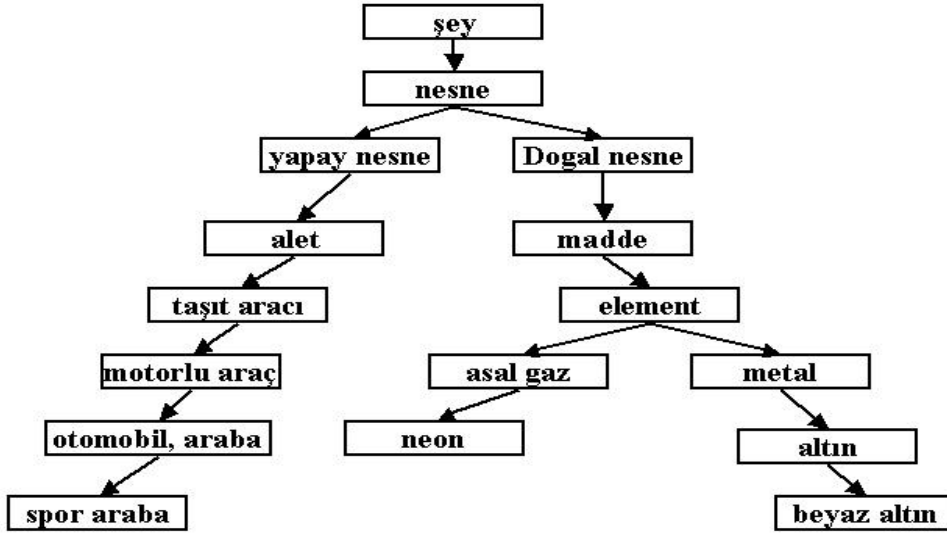 şey
nesne
yapay nesne
Dogal nesne
alet
madde
taşıt aracı
element
motorlu araç
asal gaz
metal
otomobil, araba
neon
altın
spor araba
beyaz altın